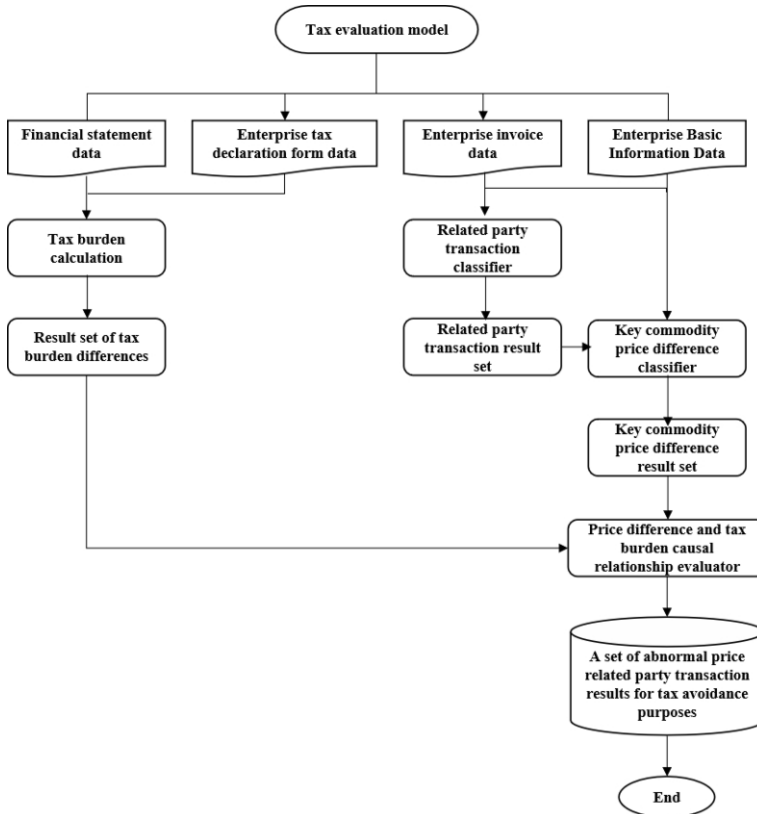 Tax evaluation model
Financial statement
data
Enterprise tax
declaration form data
Enterprise invoice
data
Enterprise Basic
Information Data
Tax burden
calculation
Related party
transaction
classifier
Result set of tax
burden differences
Related party
transaction result
set
Key commodity
price difference
classifier
Key commodity
price difference
result set
Price difference and tax
burden causal
relationship evaluator
A set of abnormal price
related party transaction
results for tax avoidance
purposes
End